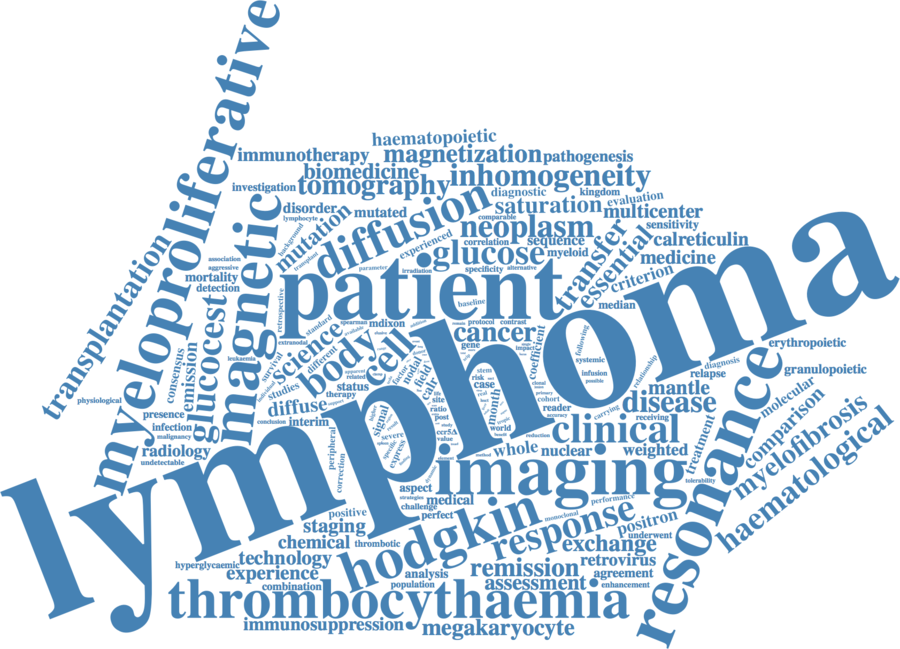 myeloproliferative
haematopoietic
immunotherapy
magnetization
pathogenesis
biomedicine
inhomogeneity
investigation
tomography
diagnostic
kingdom
saturation
evaluation
disorder
mutated
multicenter
lymphocyte
mutation
diffusion
comparable
neoplasm
sensitivity
background
experienced
correlation
sequence
transfer
essential
calreticulin
transplant
glucose
myeloid
medicine
transplantation
association
aggressive
magnetic
parameter
irradiation
specificity
alternative
criterion
mortality
detection
patient
baseline
median
retrospective
standard
spearman
mdixon
protocol
contrast
lymphoma
science
available
cancer
erythropoietic
extranodal
gene
impact
coefficient
following
consensus
emission
glucocest
leukaemia
survival
different
body
cell
systemic
relationship
diagnosis
granulopoietic
individual
apparent
related
factor
nodal
field
stem
risk
infusion
relapse
physiological
studies
status
calr
case
possible
mantle
molecular
therapy
cohort
presence
diffuse
signal
ratio
month
reader
carrying
disease
comparison
conclusion
interim
post
accuracy
receiving
infection
malignancy
severe
ccr5Δ
value
world
clinical
treatment
myelofibrosis
radiology
peripheral
specific
express
whole
nuclear
weighted
undetectable
correction
method
reduction
imaging
resonance
tolerability
haematological
aspect
strategies
medical
performance
positive
challenge
perfect
monoclonal
staging
hodgkin
response
positron
underwent
chemical
thrombotic
exchange
hyperglycaemic
technology
retrovirus
experience
analysis
remission
agreement
combination
population
assessment
enhancement
thrombocythaemia
immunosuppression
megakaryocyte